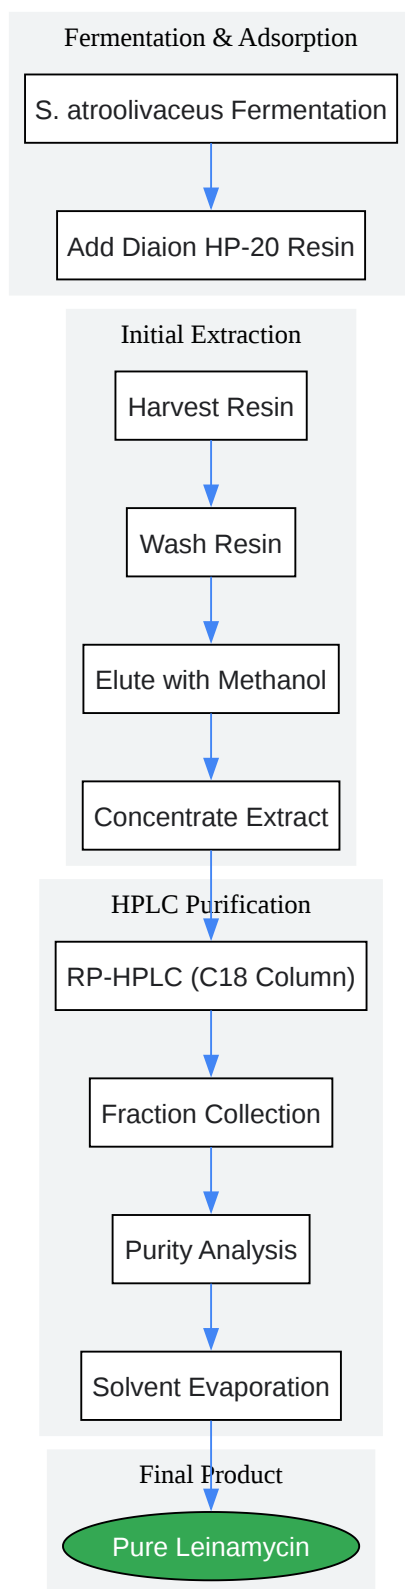 Fermentation & Adsorption
S. atroolivaceus Fermentation
Add Diaion HP-20 Resin
Initial Extraction
Harvest Resin
Wash Resin
Elute with Methanol
Concentrate Extract
HPLC Purification
RP-HPLC (C18 Column)
Fraction Collection
Purity Analysis
Solvent Evaporation
Final Product
Pure Leinamycin